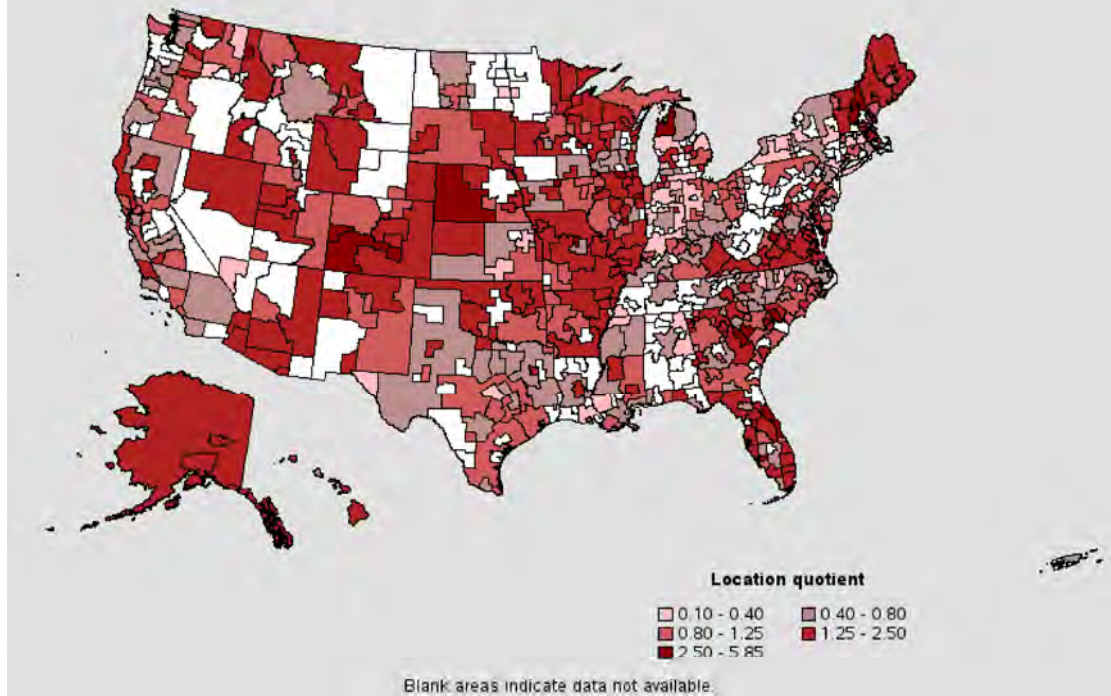 Location quotient
0.10 - 0.40 0.40 - 0.80
0.80 - 1.25 1.25 - 2.50
2.50 - 5.85
Blank areas indicate data not available.